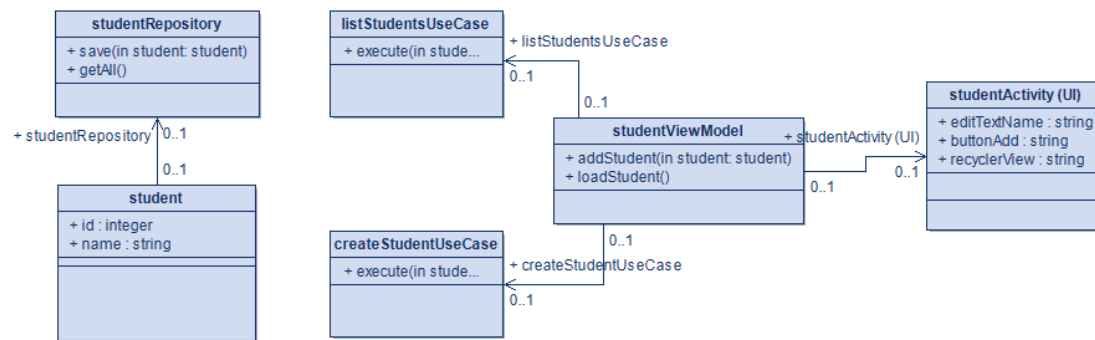 studentRepository
+ save(in student: student)
+ getAll()
+ studentRepository
0..1
0..1
student
+ id : integer
+ name : string
listStudentsUseCase
+ execute(in stude...
+ listStudentsUseCase
0..1
0..1
studentViewModel
+ addStudent(in student: student)
+ loadStudent()
0..1
+ createStudentUseCase
0..1
createStudentUseCase
+ execute(in stude...
+ studentActivity (UI)
0..1
0..1
studentActivity (UI)
+ editTextName : string
+ buttonAdd : string
+ recyclerView : string